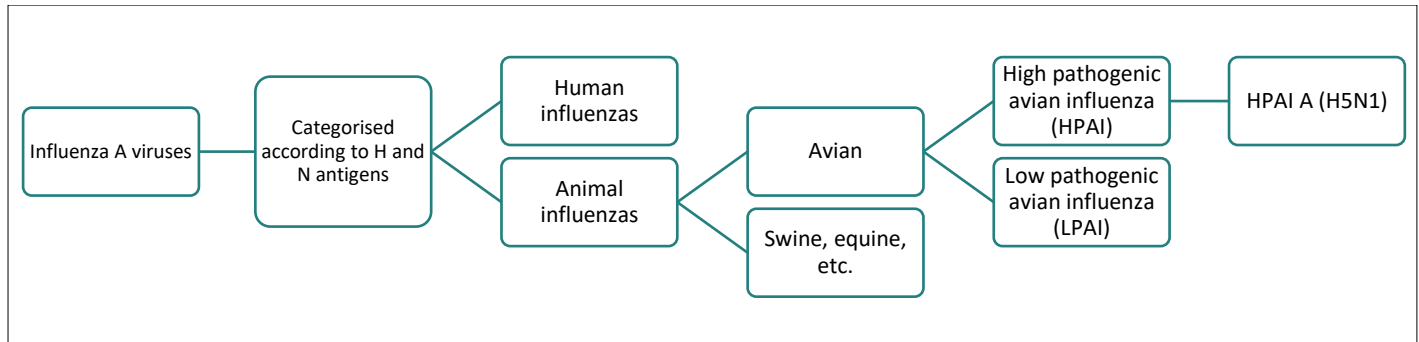 Influenza A viruses
Categorised
according to H and
N antigens
Human
influenzas
Animal
influenzas
Avian
Swine, equine,
etc.
High pathogenic
avian influenza
(HPAI)
Low pathogenic
avian influenza
(LPAI)
HPAI A (H5N1)